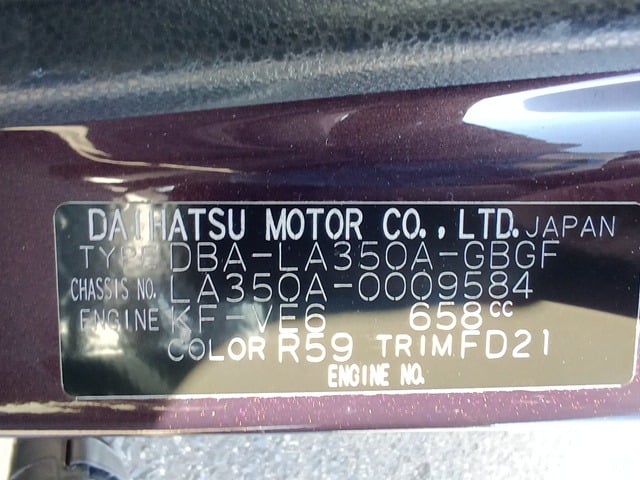 DAIHATSU MOTOR CO., LTD. JAPAN
TYPE DBA-LA350A-GBGF
CHASSIS NO. LA350A-0009584
ENGINE KF-VE6 658cc
COLOR R59 TRIM FD21
ENGINE NO.